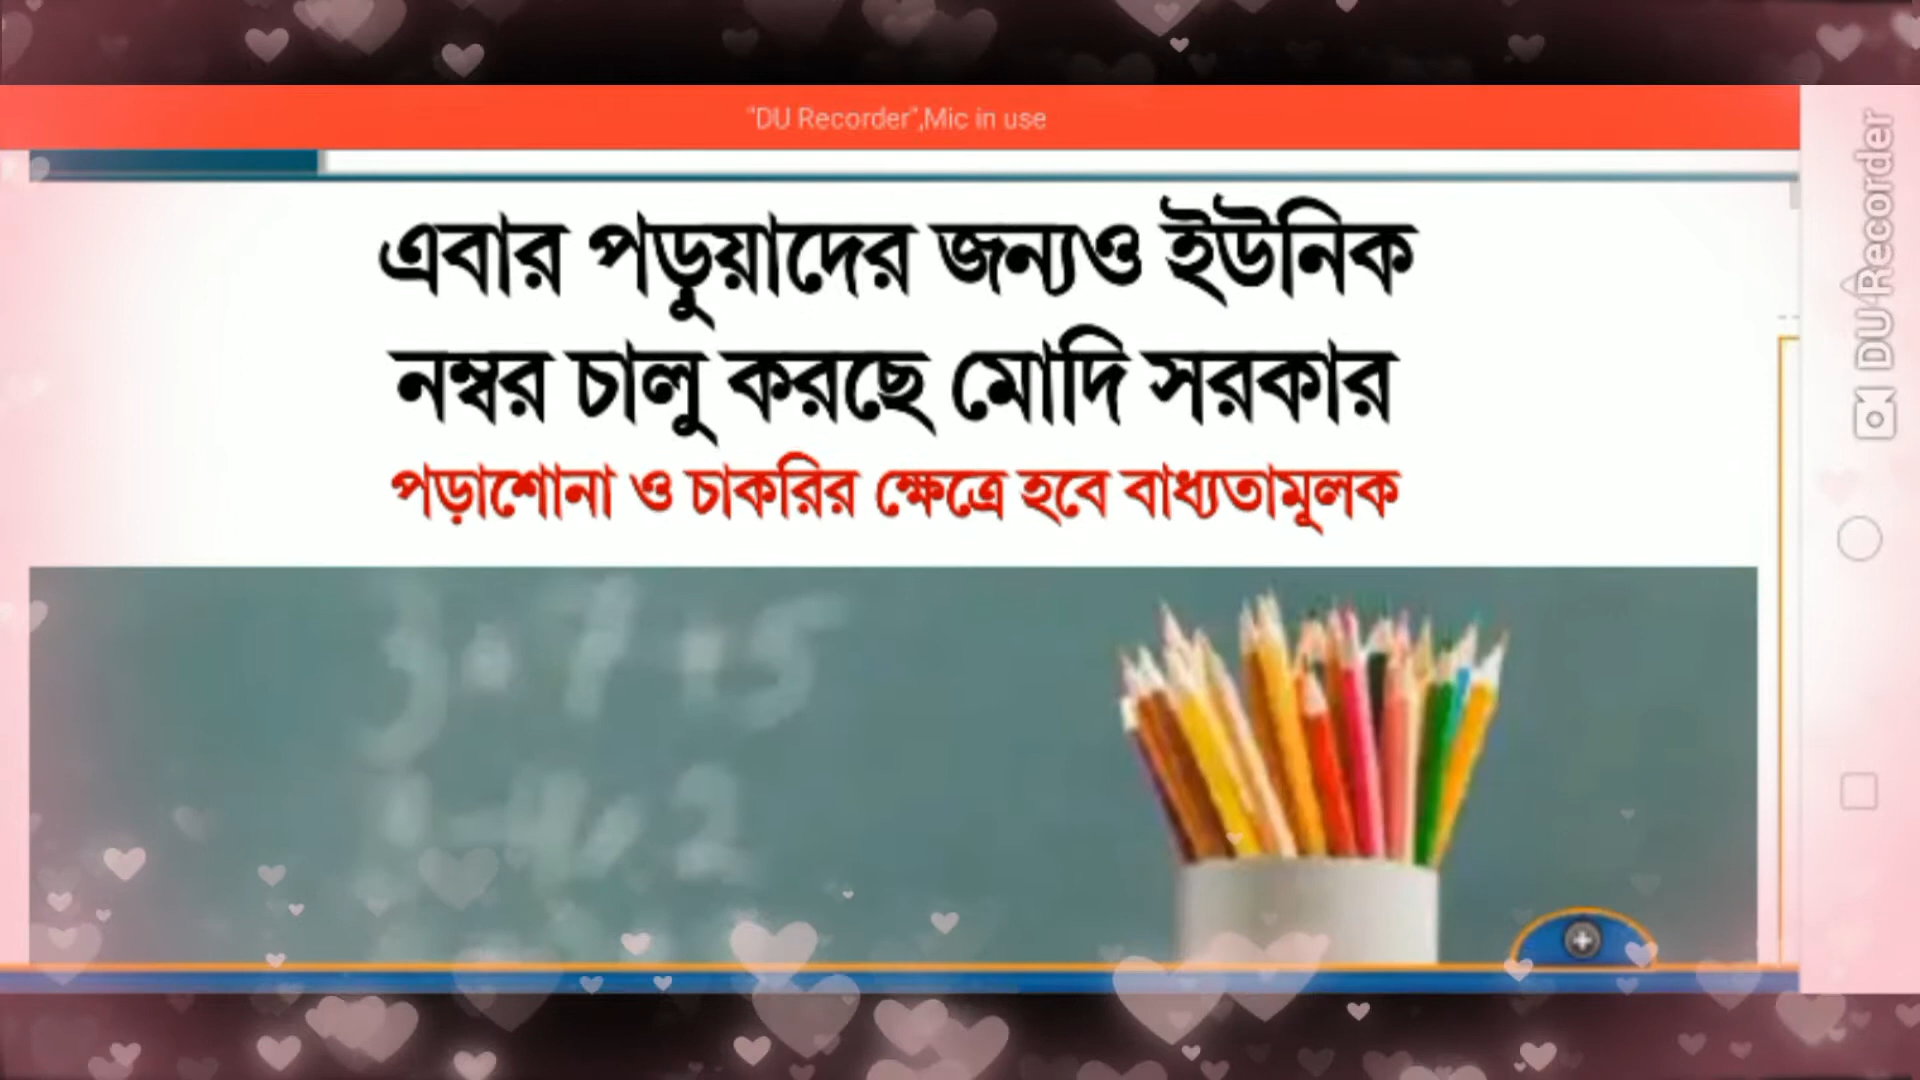 "DU Recorder",Mic in use
এবার পড়ুয়াদের জন্যও ইউনিক
নম্বর চালু করছে মোদি সরকার
পড়াশোনা ও চাকরির ক্ষেত্রে হবে বাধ্যতামূলক
DU Recorder